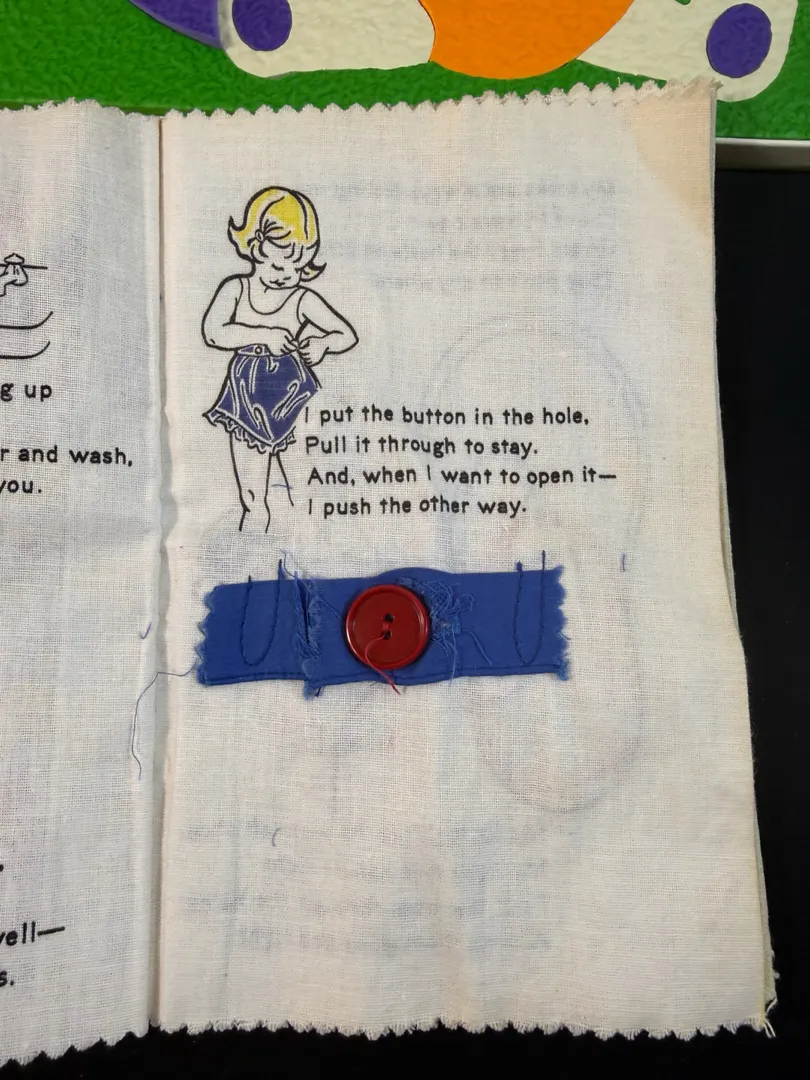 g up
r and wash,
you.
vell—
s.
I put the button in the hole,
Pull it through to stay.
And, when I want to open it—
I push the other way.